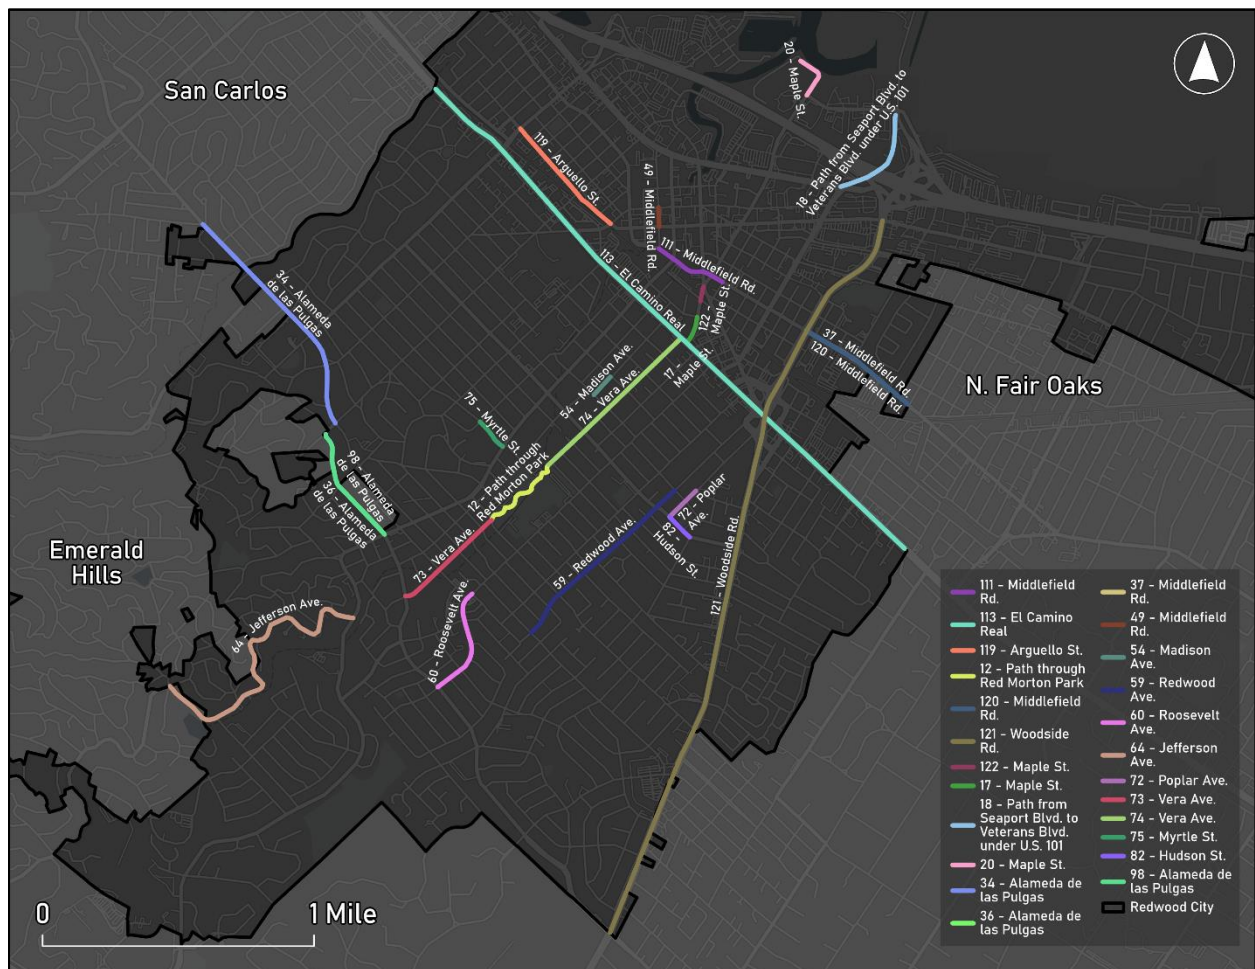 San Carlos
20 - Maple St.
18 - Path from Seaport Blvd. to
Veterans Blvd. under U.S. 101
119 - Arguello St.
49 - Middlefield Rd.
111 - Middlefield Rd.
113 - El Camino Real
34 - Alameda
de las Pulgas
122 -
Maple St.
17 -
Maple St.
37 - Middlefield Rd.
120 - Middlefield Rd
N. Fair Oaks
54 - Madison Ave.
74 - Vera Ave.
75 - Myrtle St.
12 - Path through
Red Morton Park
98 - Alameda
de las Pulgas
36 - Alameda
de las Pulgas
72 - Poplar
Ave.
82 -
Hudson St.
Emerald
Hills
73 - Vera Ave.
59 - Redwood Ave.
121 - Woodside Rd.
64 - Jefferson Ave.
60 - Roosevelt Ave.
111 - Middlefield
Rd.
113 - El Camino
Real
119 - Arguello St.
12 - Path through
Red Morton Park
120 - Middlefield
Rd.
121 - Woodside
Rd.
122 - Maple St.
17 - Maple St.
18 - Path from
Seaport Blvd. to
Veterans Blvd.
under U.S. 101
20 - Maple St.
34 - Alameda de
las Pulgas
36 - Alameda de
las Pulgas
37 - Middlefield
Rd.
49 - Middlefield
Rd.
54 - Madison
Ave.
59 - Redwood
Ave.
60 - Roosevelt
Ave.
64 - Jefferson
Ave.
72 - Poplar Ave.
73 - Vera Ave.
74 - Vera Ave.
75 - Myrtle St.
82 - Hudson St.
98 - Alameda de
las Pulgas
Redwood City
0 1 Mile